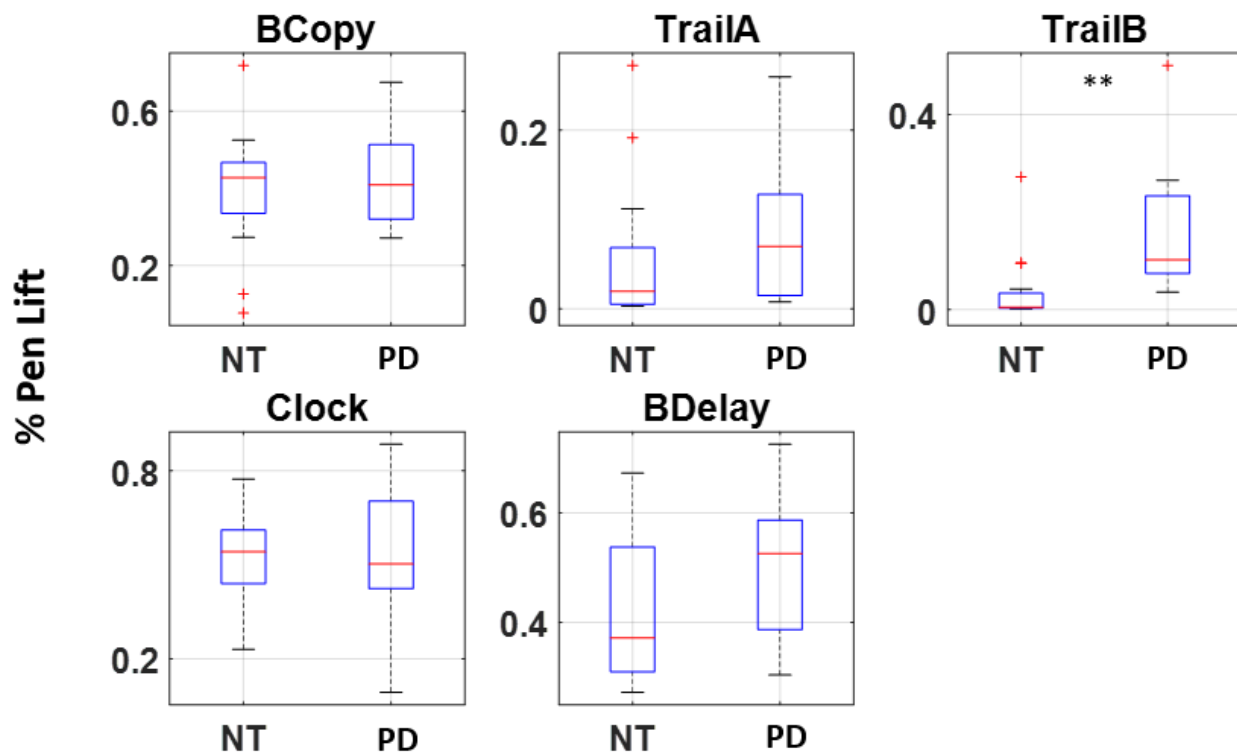 BCopy
TrailA
TrailB
% Pen Lift
0.6
0.2
NT
PD
0.2
0
NT
PD
**
0.4
0
NT
PD
Clock
BDelay
0.8
0.2
NT
PD
0.6
0.4
NT
PD